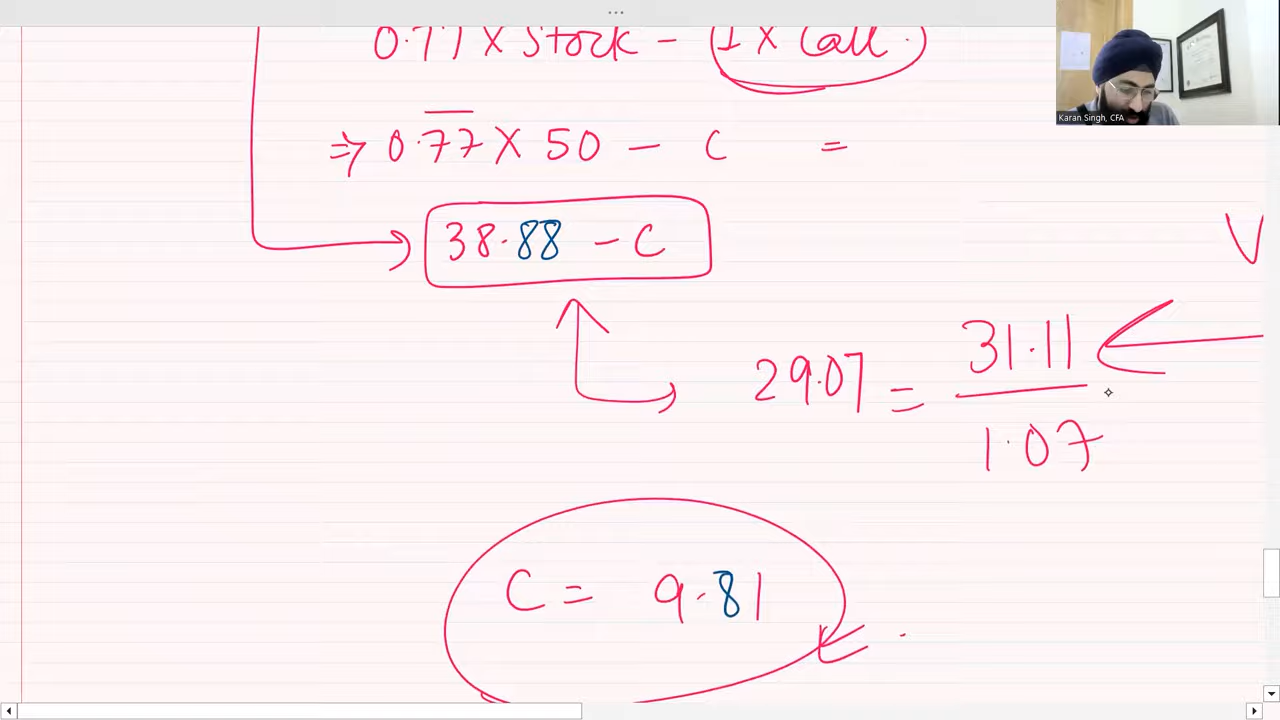 0.77 X Stock - (1 X Call.)
Karan Singh, CFA
⇒ 0.77 X 50 - C =
38.88 - C
V
29.07 = 31.11
1.07
C = 9.81